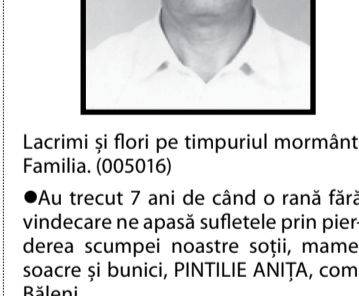 Lacrimi și flori pe timpuriul mormânt
Familia. (005016)
●Au trecut 7 ani de când o rană fără
vindecare ne apasă sufletele prin pier-
derea scumpei noastre soții, mame
soacre și bunici, PINTILIE ANIȚA, com
Băleni